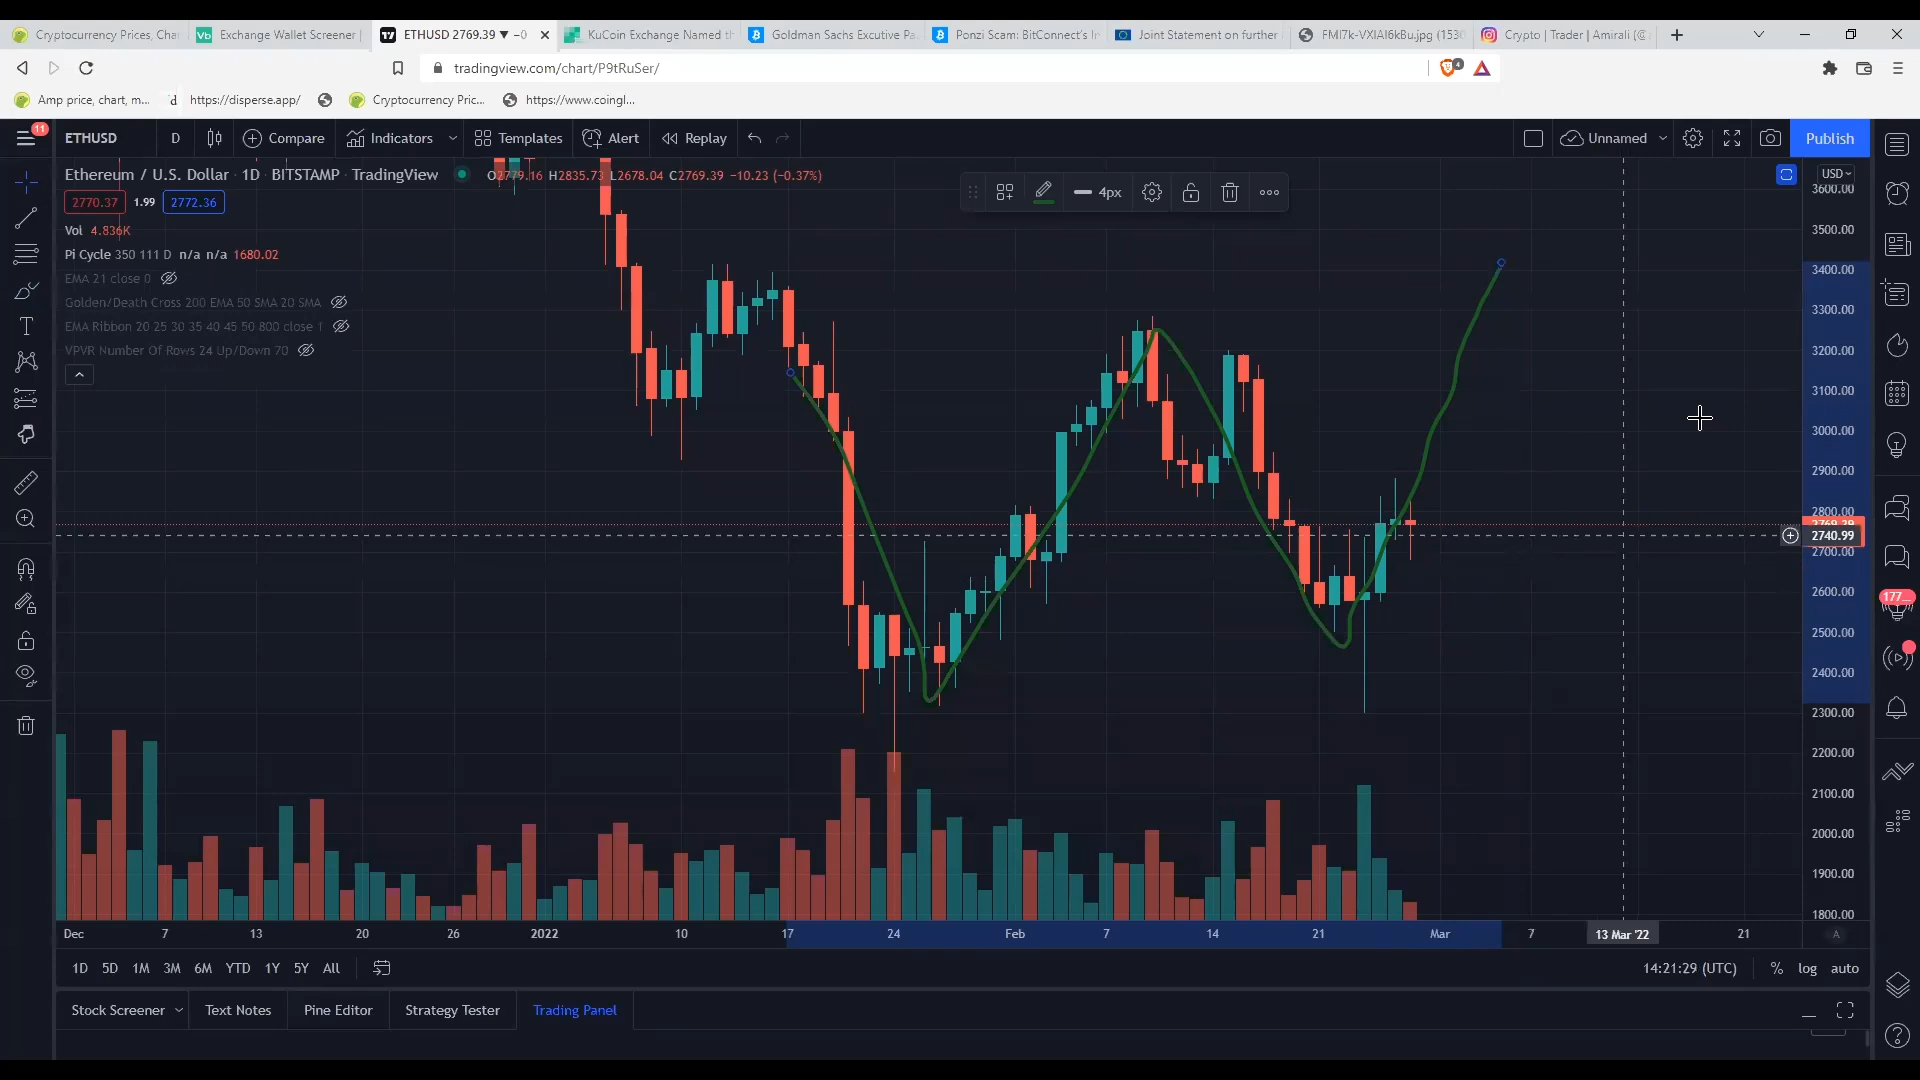 Cryptocurrency Prices, Char
Exchange Wallet Screener |
ETHUSD 2769.39 ▼ −0
KuCoin Exchange Named th
Goldman Sachs Excutive Pa
Ponzi Scam: BitConnect's In
Joint Statement on further
FMI7k-VXIAI6kBu.jpg (1530
Crypto | Trader | Amirali (@
tradingview.com/chart/P9tRuSer/
4
Amp price, chart, m...
https://disperse.app/
Cryptocurrency Pric...
https://www.coingl...
11
ETHUSD
D
Compare
Indicators
Templates
Alert
Replay
Unnamed
Publish
Ethereum / U.S. Dollar · 1D · BITSTAMP · TradingView
O2779.16 H2835.73 L2678.04 C2769.39 −10.23 (−0.37%)
4px
USD
2770.37 1.99 2772.36
Vol 4.836K
Pi Cycle 350 111 D n/a n/a 1680.02
EMA 21 close 0
Golden/Death Cross 200 EMA 50 SMA 20 SMA
EMA Ribbon 20 25 30 35 40 45 50 800 close 1
VPVR Number Of Rows 24 Up/Down 70
3600.00
3500.00
3400.00
3300.00
3200.00
3100.00
3000.00
2900.00
2800.00
2769.39
2740.99
2700.00
2600.00
2500.00
2400.00
2300.00
2200.00
2100.00
2000.00
1900.00
1800.00
177...
Dec 7 13 20 26 2022 10 17 24 Feb 7 14 21 Mar 7 13 Mar '22 21
A
1D 5D 1M 3M 6M YTD 1Y 5Y All
14:21:29 (UTC) % log auto
Stock Screener Text Notes Pine Editor Strategy Tester Trading Panel